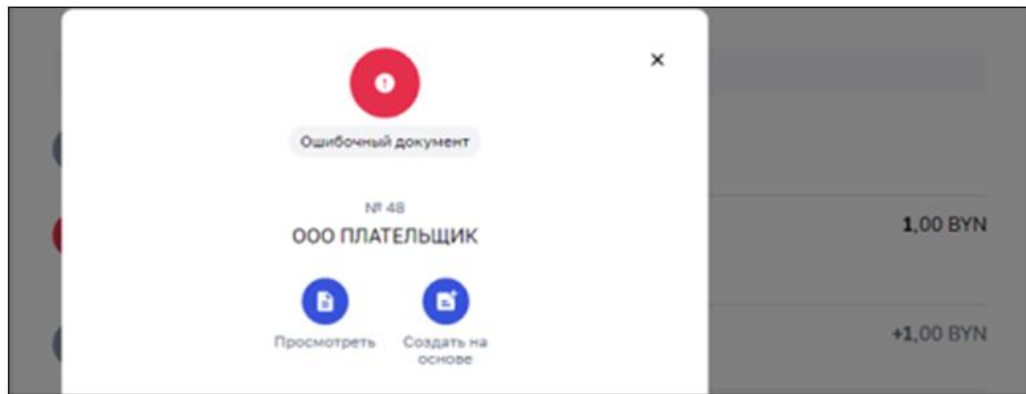 Ошибочный документ
№ 48
ООО ПЛАТЕЛЬЩИК
1,00 BYN
Просмотреть
Создать на
основе
+1,00 BYN